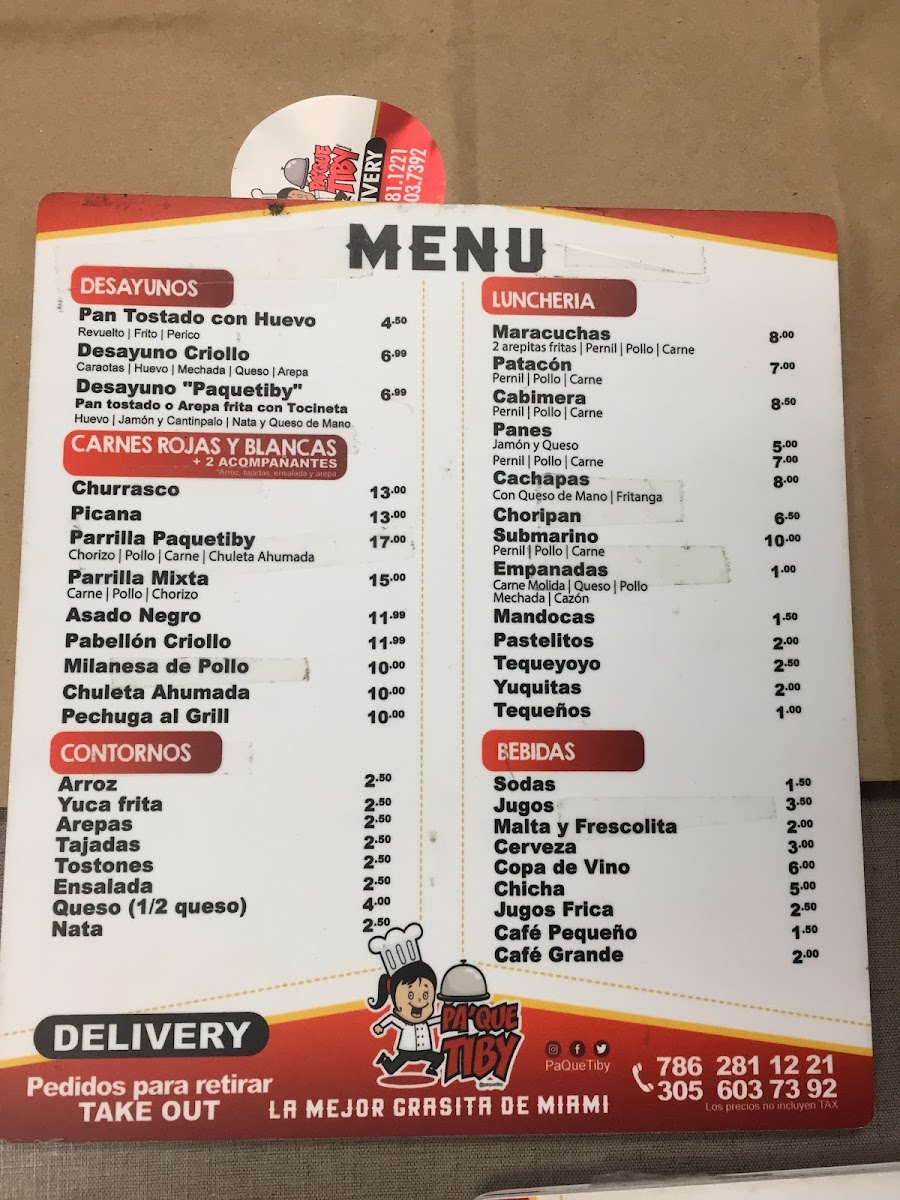 PA'QUE
TIBY
IVERY
81.1221
03.7392
MENU
DESAYUNOS
Pan Tostado con Huevo 4.50
Revuelto | Frito | Perico
Desayuno Criollo 6.99
Caraotas | Huevo | Mechada | Queso | Arepa
Desayuno "Paquetiby" 6.99
Pan tostado o Arepa frita con Tocineta
Huevo | Jamón y Cantinpalo | Nata y Queso de Mano
CARNES ROJAS Y BLANCAS
+ 2 ACOMPAÑANTES
*Arroz, tajadas, ensalada y arepa
Churrasco 13.00
Picana 13.00
Parrilla Paquetiby 17.00
Chorizo | Pollo | Carne | Chuleta Ahumada
Parrilla Mixta 15.00
Carne | Pollo | Chorizo
Asado Negro 11.99
Pabellón Criollo 11.99
Milanesa de Pollo 10.00
Chuleta Ahumada 10.00
Pechuga al Grill 10.00
CONTORNOS
Arroz 2.50
Yuca frita 2.50
Arepas 2.50
Tajadas 2.50
Tostones 2.50
Ensalada 2.50
Queso (1/2 queso) 4.00
Nata 2.50
LUNCHERIA
Maracuchas 8.00
2 arepitas fritas | Pernil | Pollo | Carne
Patacón 7.00
Pernil | Pollo | Carne
Cabimera 8.50
Pernil | Pollo | Carne
Panes
Jamón y Queso 5.00
Pernil | Pollo | Carne 7.00
Cachapas 8.00
Con Queso de Mano | Fritanga
Choripan 6.50
Submarino 10.00
Pernil | Pollo | Carne
Empanadas 1.00
Carne Molida | Queso | Pollo
Mechada | Cazón
Mandocas 1.50
Pastelitos 2.00
Tequeyoyo 2.50
Yuquitas 2.00
Tequeños 1.00
BEBIDAS
Sodas 1.50
Jugos 3.50
Malta y Frescolita 2.00
Cerveza 3.00
Copa de Vino 6.00
Chicha 5.00
Jugos Frica 2.50
Café Pequeño 1.50
Café Grande 2.00
DELIVERY
Pedidos para retirar
TAKE OUT
PA'QUE
TIBY
@paquetiby
LA MEJOR GRASITA DE MIAMI
PaQueTiby
786 281 12 21
305 603 73 92
Los precios no incluyen TAX